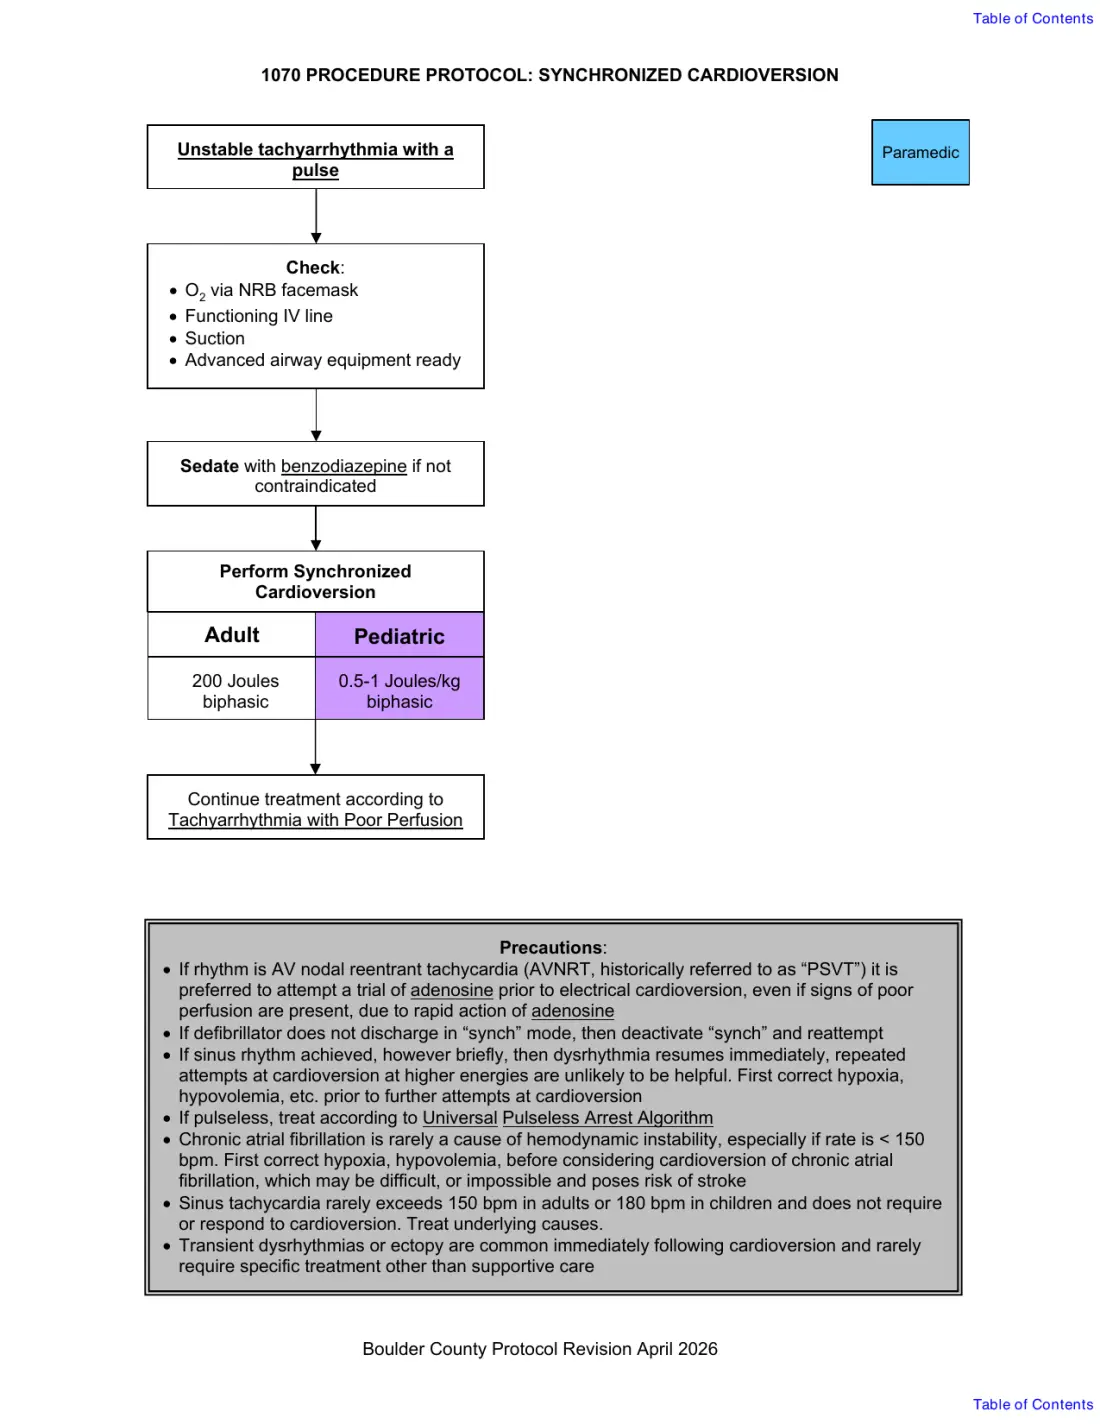 Table of Contents
1070 PROCEDURE PROTOCOL: SYNCHRONIZED CARDIOVERSION
Unstable tachyarrhythmia with a
pulse
Paramedic
Check:
• O2 via NRB facemask
• Functioning IV line
• Suction
• Advanced airway equipment ready
Sedate with benzodiazepine if not
contraindicated
Perform Synchronized
Cardioversion
Adult
Pediatric
200 Joules
biphasic
0.5-1 Joules/kg
biphasic
Continue treatment according to
Tachyarrhythmia with Poor Perfusion
Precautions:
• If rhythm is AV nodal reentrant tachycardia (AVNRT, historically referred to as “PSVT”) it is
preferred to attempt a trial of adenosine prior to electrical cardioversion, even if signs of poor
perfusion are present, due to rapid action of adenosine
• If defibrillator does not discharge in “synch” mode, then deactivate “synch” and reattempt
• If sinus rhythm achieved, however briefly, then dysrhythmia resumes immediately, repeated
attempts at cardioversion at higher energies are unlikely to be helpful. First correct hypoxia,
hypovolemia, etc. prior to further attempts at cardioversion
• If pulseless, treat according to Universal Pulseless Arrest Algorithm
• Chronic atrial fibrillation is rarely a cause of hemodynamic instability, especially if rate is < 150
bpm. First correct hypoxia, hypovolemia, before considering cardioversion of chronic atrial
fibrillation, which may be difficult, or impossible and poses risk of stroke
• Sinus tachycardia rarely exceeds 150 bpm in adults or 180 bpm in children and does not require
or respond to cardioversion. Treat underlying causes.
• Transient dysrhythmias or ectopy are common immediately following cardioversion and rarely
require specific treatment other than supportive care
Boulder County Protocol Revision April 2026
Table of Contents